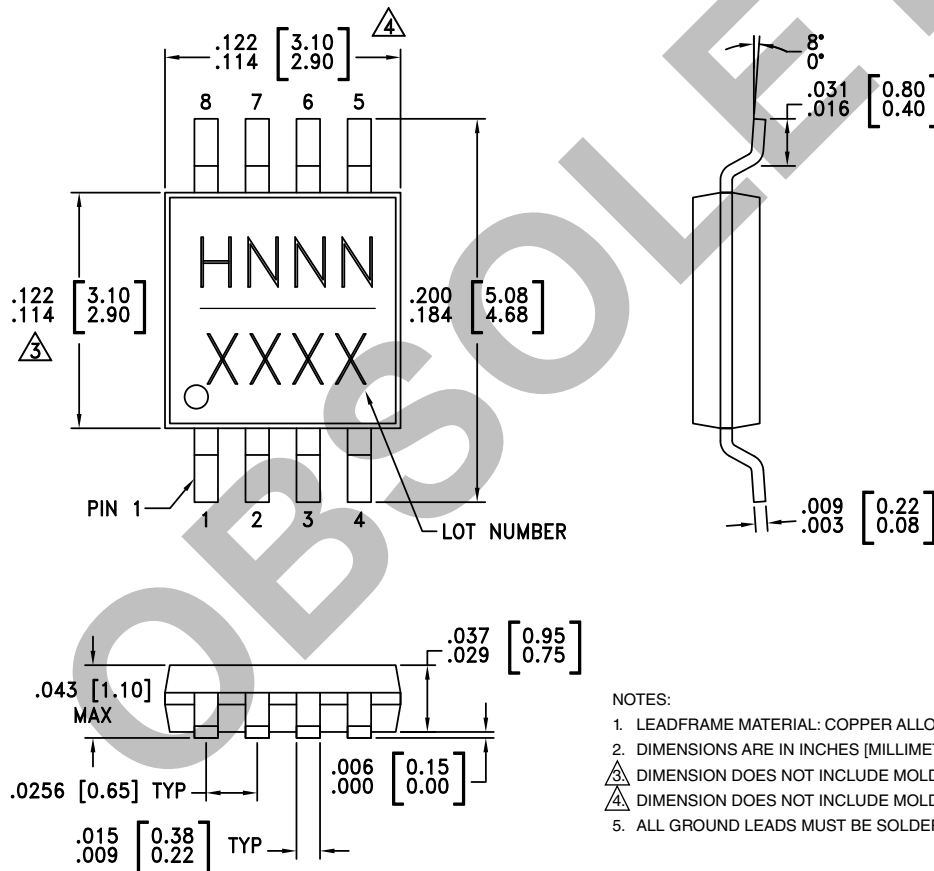 .122 [3.10]
.114 [2.90]
4
8 7 6 5
HNNN
XXXX
.122 [3.10]
.114 [2.90]
3
.200 [5.08]
.184 [4.68]
PIN 1
1 2 3 4
LOT NUMBER
8°
0°
.031 [0.80]
.016 [0.40]
.009 [0.22]
.003 [0.08]
.037 [0.95]
.029 [0.75]
.043 [1.10]
MAX
.0256 [0.65] TYP
.006 [0.15]
.000 [0.00]
.015 [0.38]
.009 [0.22]
TYP
NOTES:
1. LEADFRAME MATERIAL: COPPER ALLO
2. DIMENSIONS ARE IN INCHES [MILLIMET
3. DIMENSION DOES NOT INCLUDE MOLD
4. DIMENSION DOES NOT INCLUDE MOLD
5. ALL GROUND LEADS MUST BE SOLDER
OBSOLE